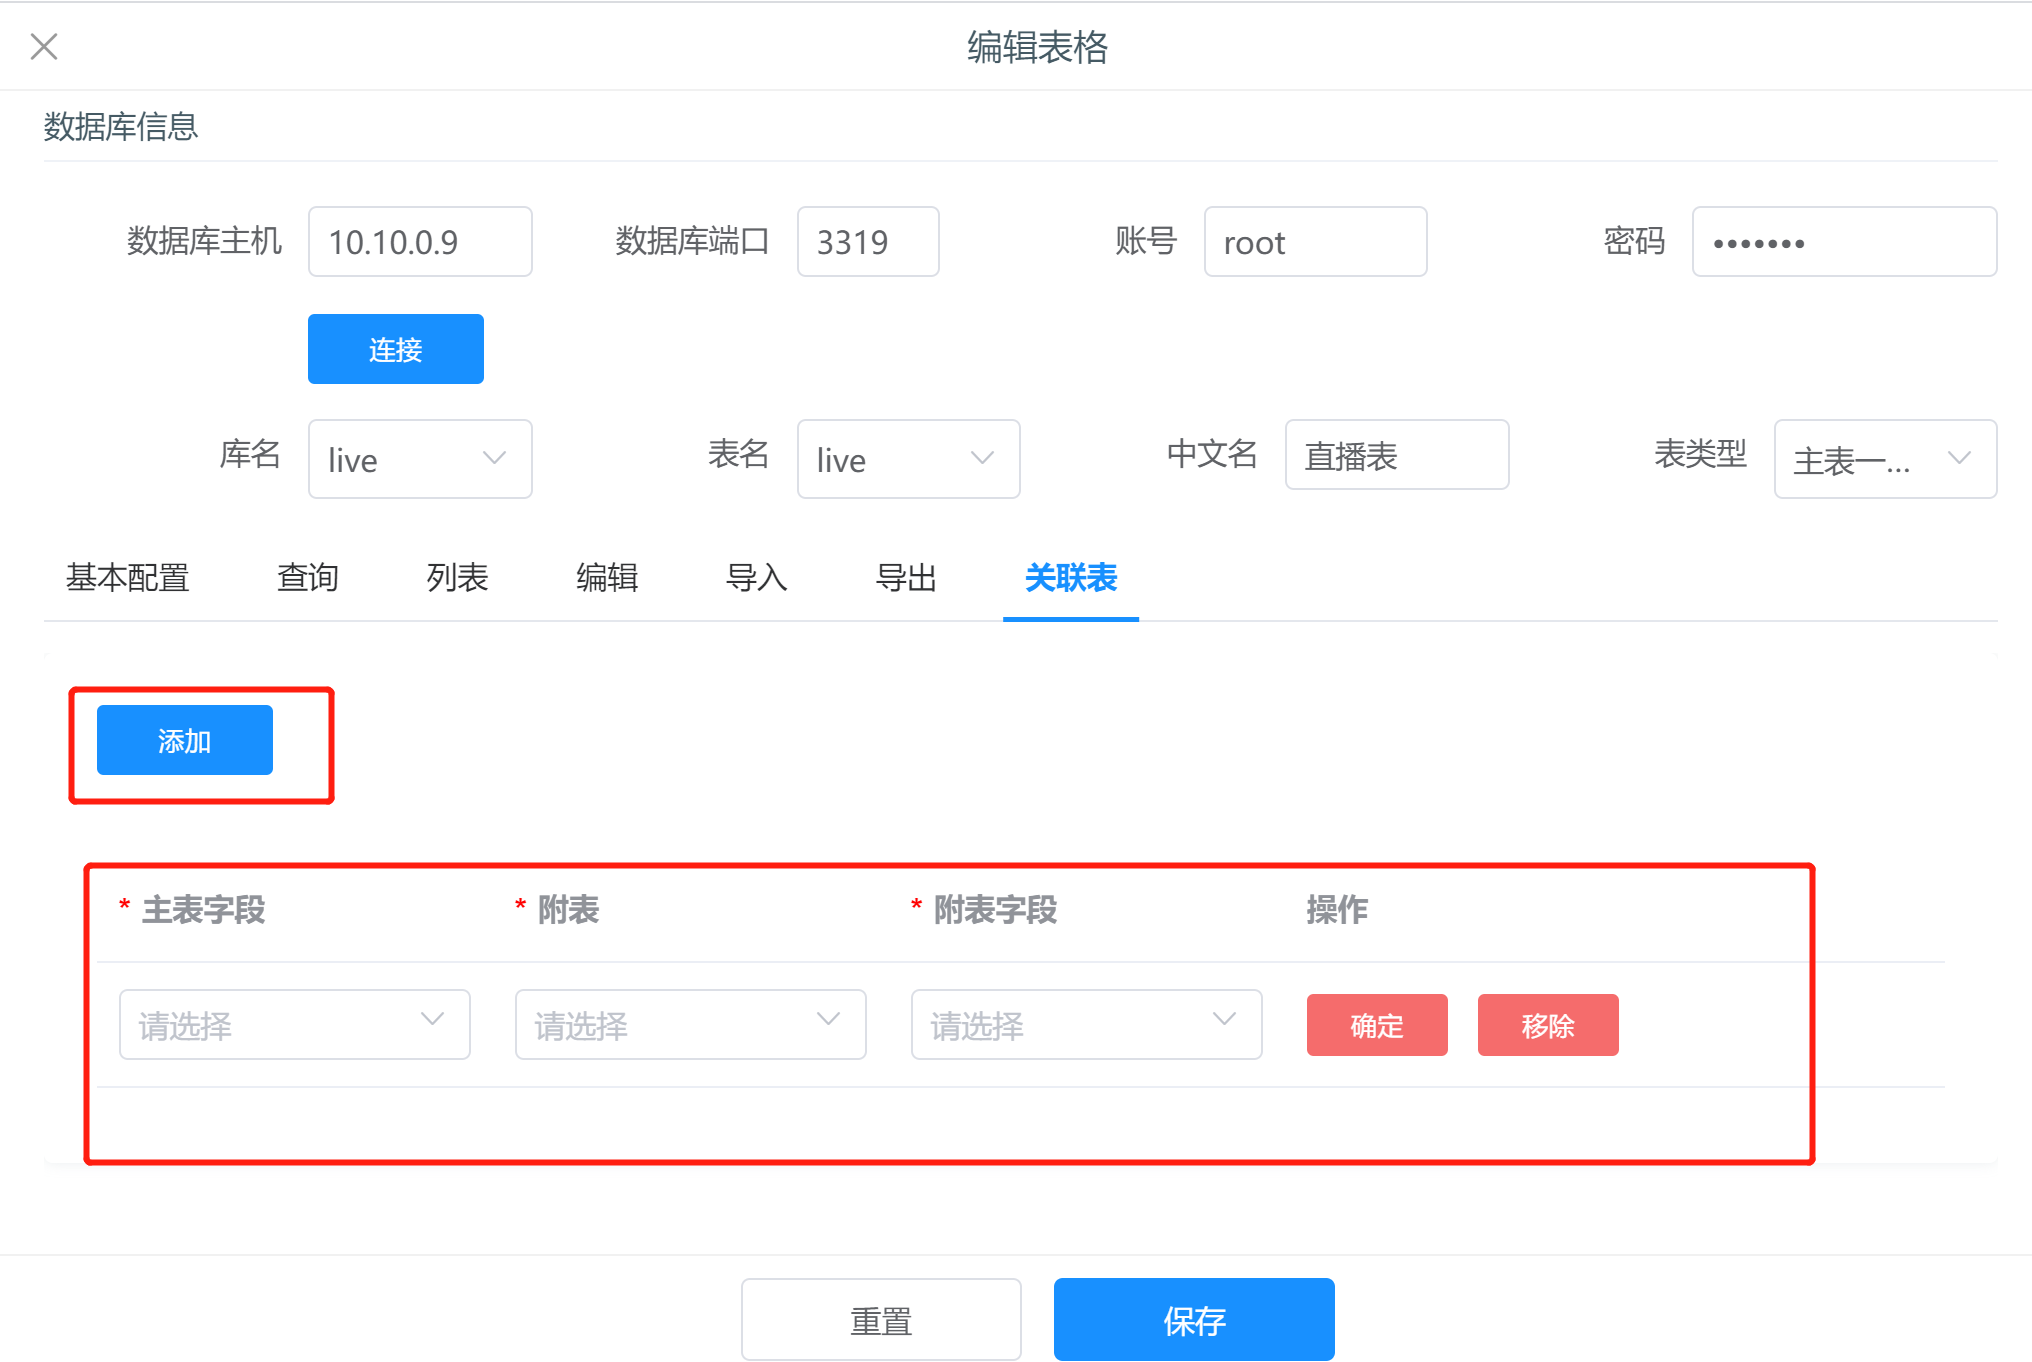 编辑表格
数据库信息
数据库主机 10.10.0.9 数据库端口 3319 账号 root 密码 •••••••
连接
库名 live 表名 live 中文名 直播表 表类型 主表一...
基本配置 查询 列表 编辑 导入 导出 关联表
添加
* 主表字段 * 附表 * 附表字段 操作
请选择 请选择 请选择 确定 移除
重置 保存